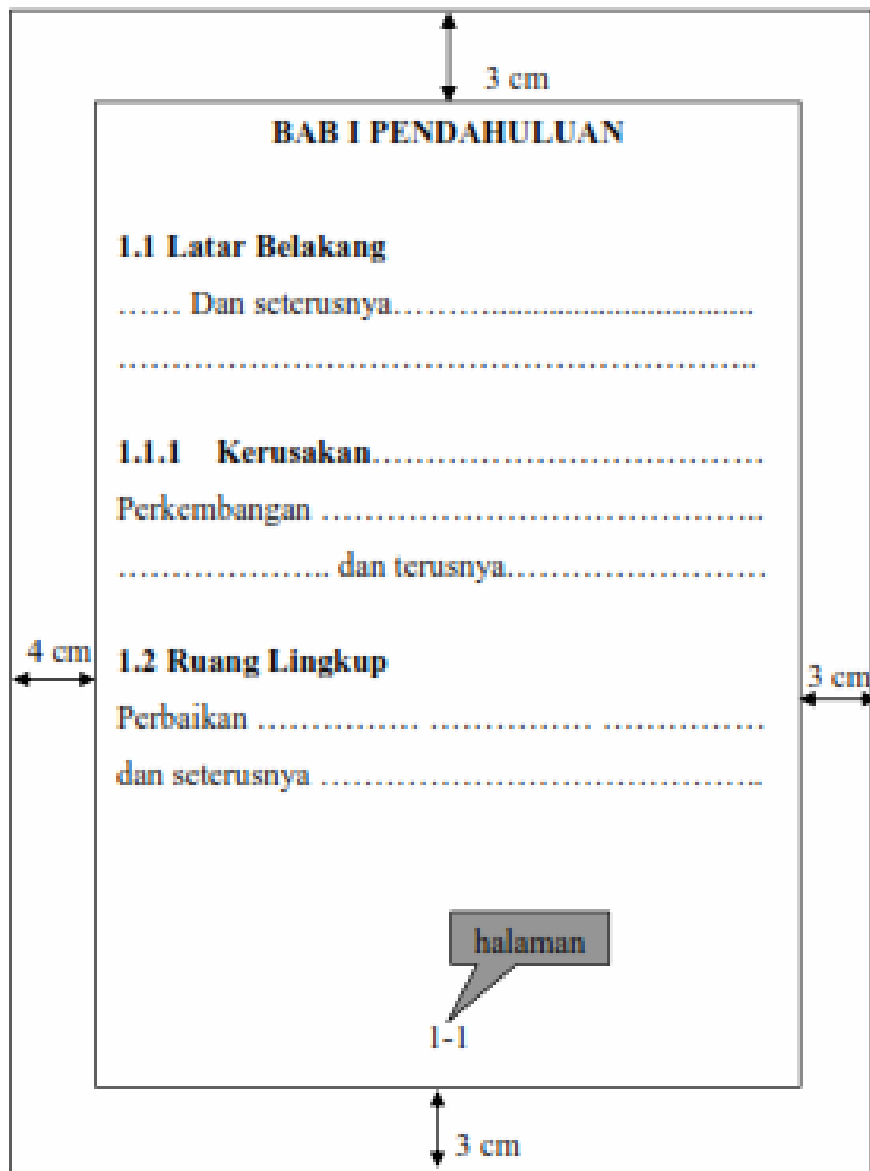 3 cm
BAB I PENDAHULUAN
1.1 Latar Belakang
...... Dan seterusnya.............................................
................................................................
1.1.1 Kerusakan.......................................
Perkembangan ............................................
..................... dan terusnya..........................
4 cm
1.2 Ruang Lingkup
3 cm
Perbaikan ................ ................ ................
dan seterusnya ............................................
halaman
1-1
3 cm